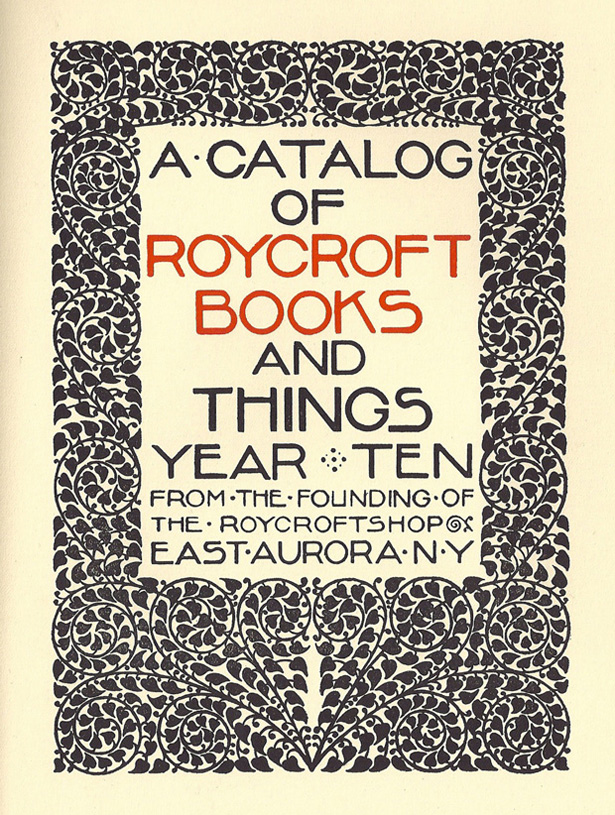 A·CATALOG
OF
ROYCROFT
BOOKS
AND
THINGS
YEAR TEN
FROM·THE·FOUNDING·OF
THE·ROYCROFTSHOP
EAST·AURORA·N·Y